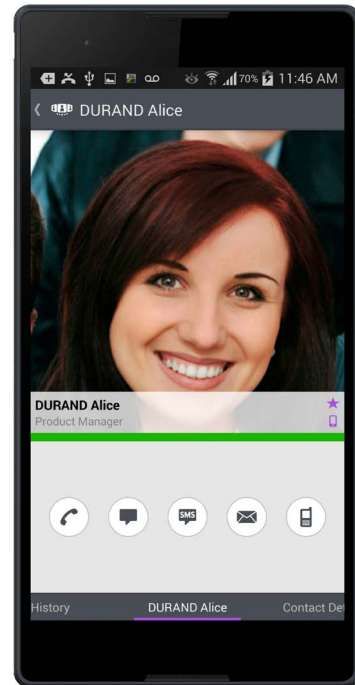 70% 11:46 AM
DURAND Alice
DURAND Alice
Product Manager
SMS
History DURAND Alice Contact Det